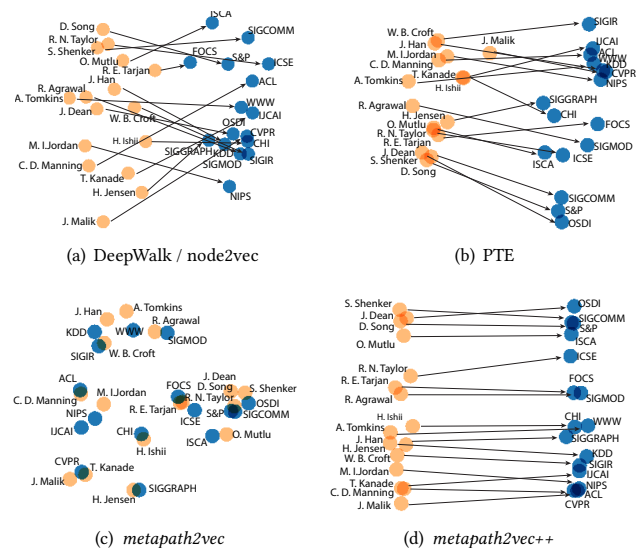 D. Song
R. N. Taylor
S. Shenker
O. Mutlu
R. E. Tarjan
J. Han
R. Agrawal
A. Tomkins
J. Dean
W. B. Croft
H. Ishii
M. I.Jordon
C. D. Manning
T. Kanade
H. Jensen
J. Malik
ISCA
SIGCOMM
FOCS
S&P
ICSE
ACL
WWW
IJCAI
OSDI
CVPR
CHI
SIGGRAPH
KDD
SIGMOD
SIGIR
NIPS
(a) DeepWalk / node2vec
W. B. Croft
J. Han
M. I.Jordon
C. D. Manning
J. Malik
T. Kanade
A. Tomkins
H. Ishii
R. Agrawal
H. Jensen
O. Mutlu
R. N. Taylor
R. E. Tarjan
J. Dean
S. Shenker
D. Song
SIGIR
IJCAI
ACL
WWW
KDD
CVPR
NIPS
SIGGRAPH
CHI
FOCS
SIGMOD
ISCA
ICSE
SIGCOMM
S&P
OSDI
(b) PTE
J. Han
A. Tomkins
R. Agrawal
KDD
WWW
SIGMOD
SIGIR
W. B. Croft
ACL
C. D. Manning
M. I.Jordon
NIPS
IJCAI
CHI
H. Ishii
CVPR
T. Kanade
J. Malik
H. Jensen
SIGGRAPH
FOCS
R. N. Taylor
R. E. Tarjan
ICSE
J. Dean
D. Song
S. Shenker
OSDI
S&P
SIGCOMM
ISCA
O. Mutlu
(c) metapath2vec
S. Shenker
J. Dean
D. Song
O. Mutlu
R. N. Taylor
R. E. Tarjan
R. Agrawal
H. Ishii
A. Tomkins
J. Han
H. Jensen
W. B. Croft
M. I.Jordon
T. Kanade
C. D. Manning
J. Malik
OSDI
SIGCOMM
S&P
ISCA
ICSE
FOCS
SIGMOD
CHI
WWW
SIGGRAPH
KDD
SIGIR
IJCAI
NIPS
ACL
CVPR
(d) metapath2vec++